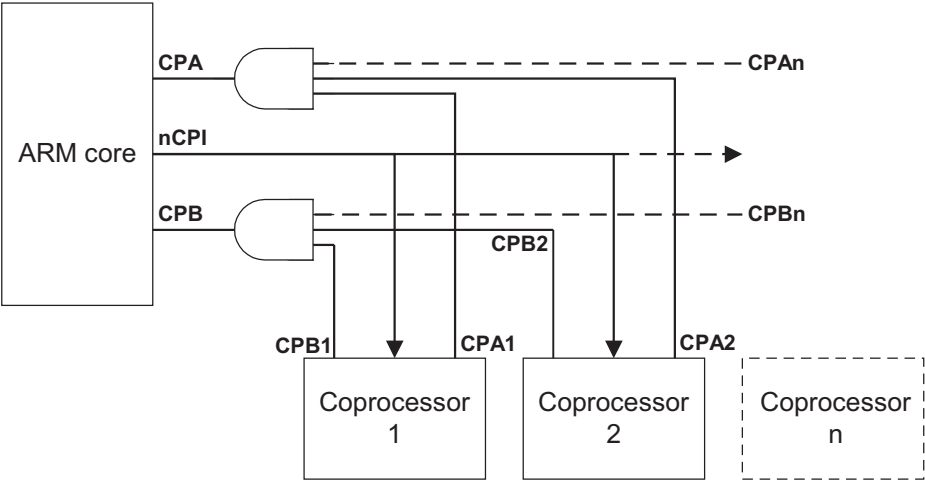 CPA
CPAn
ARM core
nCPI
CPB
CPBn
CPB2
CPB1
CPA1
CPA2
Coprocessor
1
Coprocessor
2
Coprocessor
n